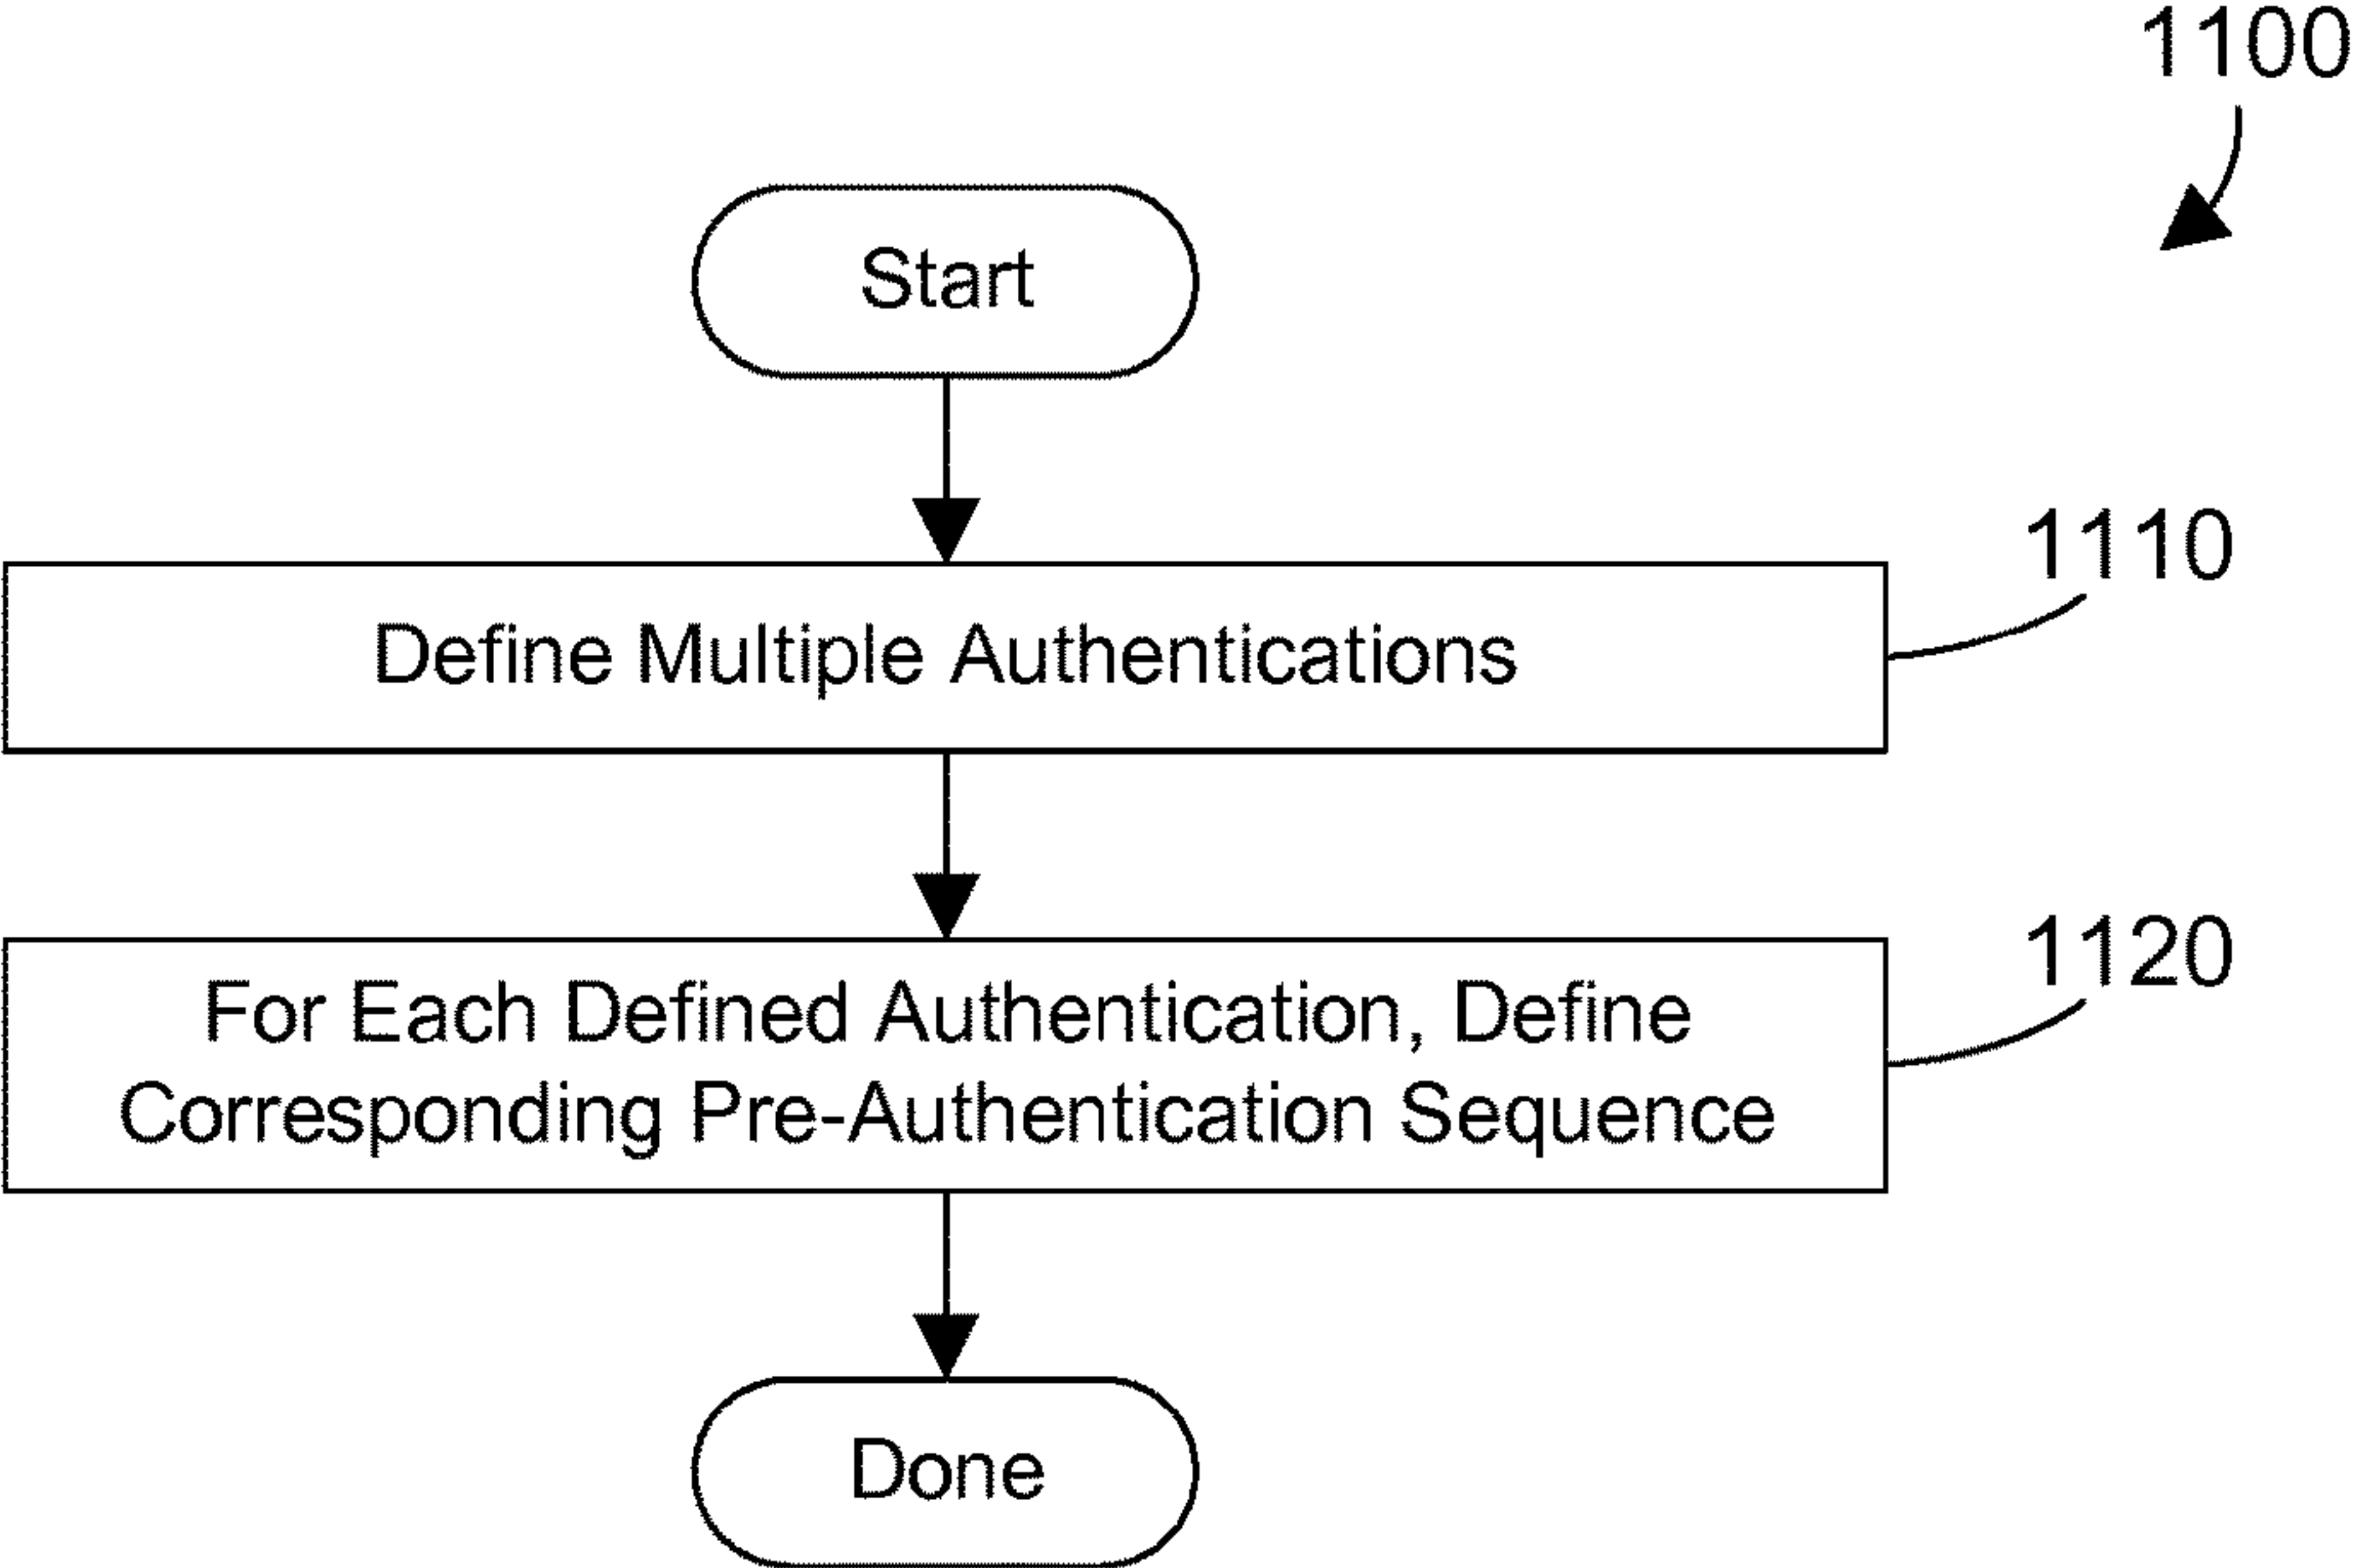 1100
Start
1110
Define Multiple Authentications
1120
For Each Defined Authentication, Define
Corresponding Pre-Authentication Sequence
Done